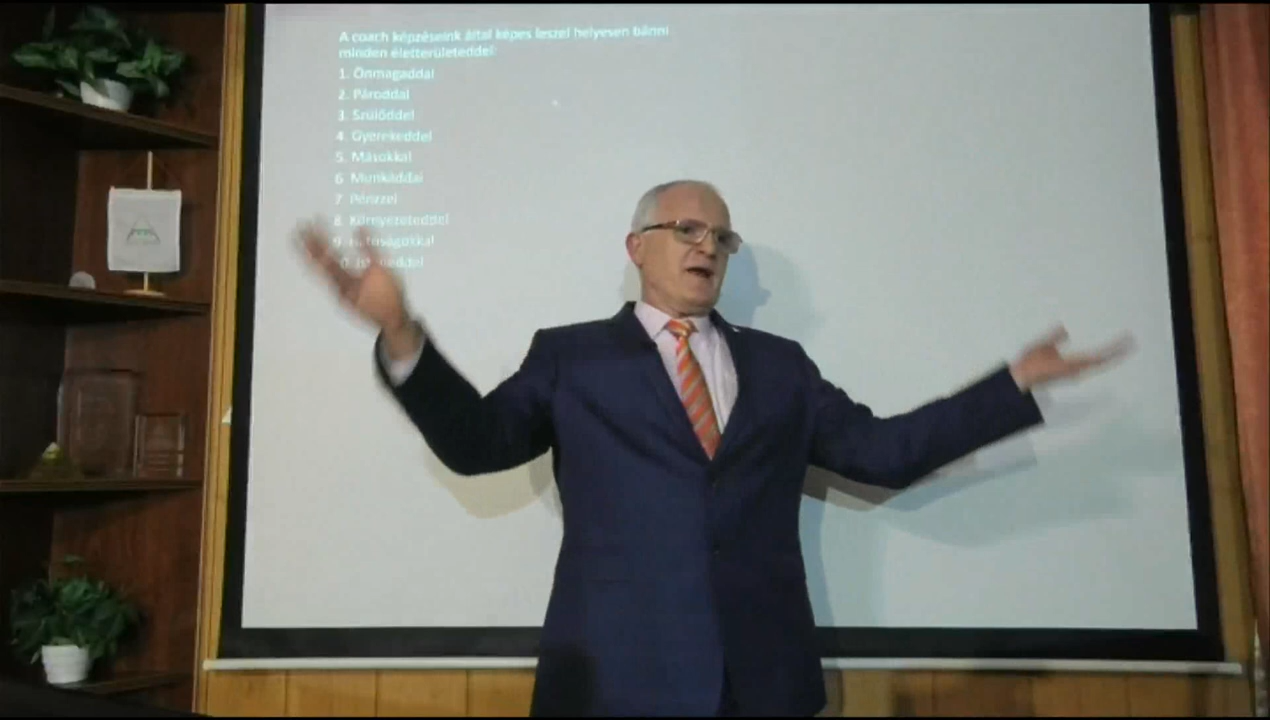 A coach képzéseink által képes leszel helyesen bánni
minden életterületeddel:
1. Önmagaddal
2. Pároddal
3. Szülőddel
4. Gyerekeddel
5. Másokkal
6 Munkáddal
7 Pénzzel
8 Környezeteddel
9